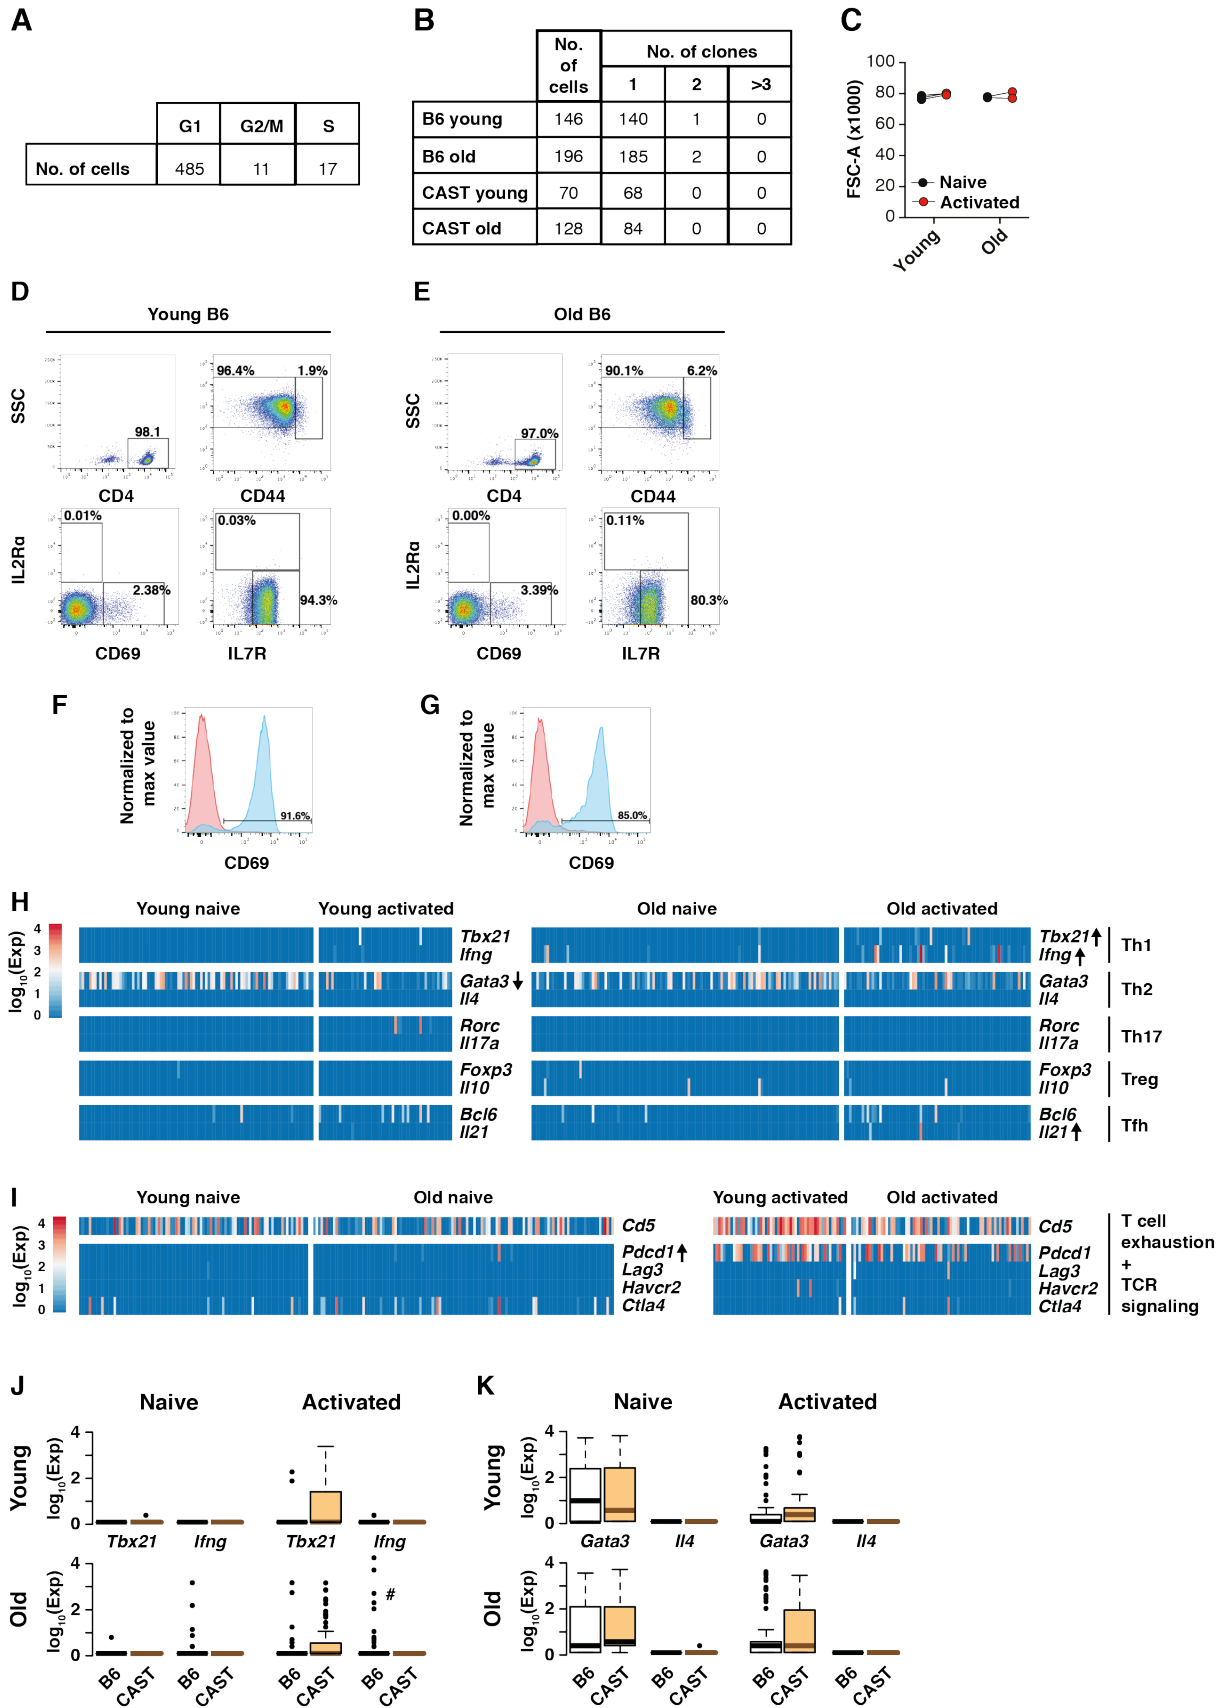 A
G1 G2/M S
No. of cells 485 11 17
B
No. of cells No. of clones
1 2 >3
B6 young 146 140 1 0
B6 old 196 185 2 0
CAST young 70 68 0 0
CAST old 128 84 0 0
C
FSC-A (x1000)
100
80
60
40
20
0
Naive
Activated
Young Old
D
Young B6
SSC
98.1
CD4
96.4% 1.9%
CD44
IL2Rα
0.01%
2.38%
CD69
0.03%
94.3%
IL7R
E
Old B6
SSC
97.0%
CD4
90.1% 6.2%
CD44
IL2Rα
0.00%
3.39%
CD69
0.11%
80.3%
IL7R
F
Normalized to
max value
91.6%
CD69
G
Normalized to
max value
85.0%
CD69
H
Young naive Young activated Old naive Old activated
log10(Exp)
4
3
2
1
0
Tbx21 Tbx21↑ Th1
Ifng Ifng↑
Gata3↓ Gata3 Th2
Il4 Il4
Rorc Rorc Th17
Il17a Il17a
Foxp3 Foxp3 Treg
Il10 Il10
Bcl6 Bcl6 Tfh
Il21 Il21↑
I
Young naive Old naive Young activated Old activated
log10(Exp)
4
3
2
1
0
Cd5 Cd5
Pdcd1↑ Pdcd1
Lag3 Lag3
Havcr2 Havcr2
Ctla4 Ctla4
T cell
exhaustion
+
TCR
signaling
J
Naive Activated
Young
log10(Exp)
4
2
0
Tbx21 Ifng Tbx21 Ifng
Old
log10(Exp)
4
2
0
#
B6 CAST B6 CAST B6 CAST B6 CAST
K
Naive Activated
Young
log10(Exp)
4
2
0
Gata3 Il4 Gata3 Il4
Old
log10(Exp)
4
2
0
B6 CAST B6 CAST B6 CAST B6 CAST